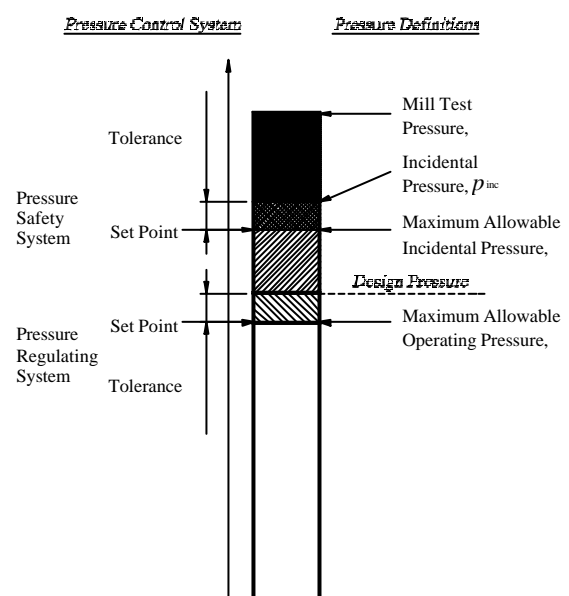 Pressure Control System
Pressure Definitions
Mill Test
Pressure,
Tolerance
Incidental
Pressure, pinc
Pressure
Safety
System
Set Point
Maximum Allowable
Incidental Pressure,
Design Pressure
Set Point
Maximum Allowable
Operating Pressure,
Pressure
Regulating
System
Tolerance